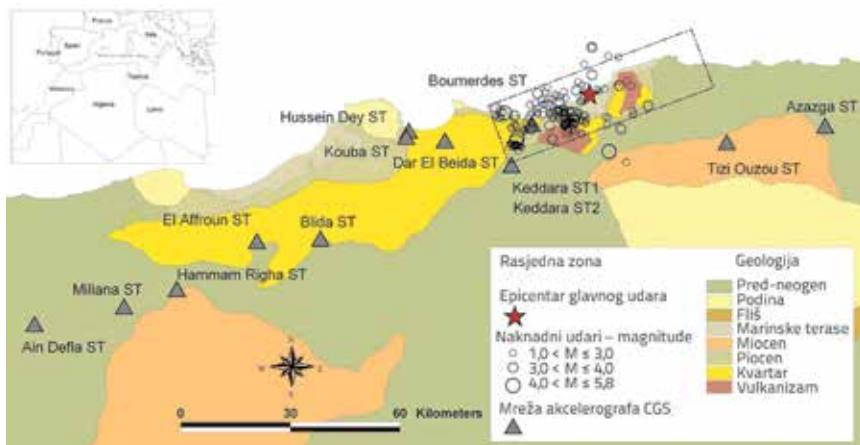 France
Italy
Spain
Portugal
Tunisia
Morocco
Algeria
Boumerdes ST
Hussein Dey ST
Kouba ST
Dar El Beida ST
Azazga ST
Tizi Ouzou ST
Keddara ST1
Keddara ST2
El Affroun ST
Blida ST
Hammam Righa ST
Miliana ST
Ain Defla ST
0 30 60 Kilometers
Rasjedna zona
Epicentar glavnog udara
Naknadni udari – magnitude
1,0 < M ≤ 3,0
3,0 < M ≤ 4,0
4,0 < M ≤ 5,8
Mreža akcelerografa CGS
Geologija
Pred-neogen
Podina
Fliš
Marinske terase
Miocen
Piocen
Kvartar
Vulkanizam